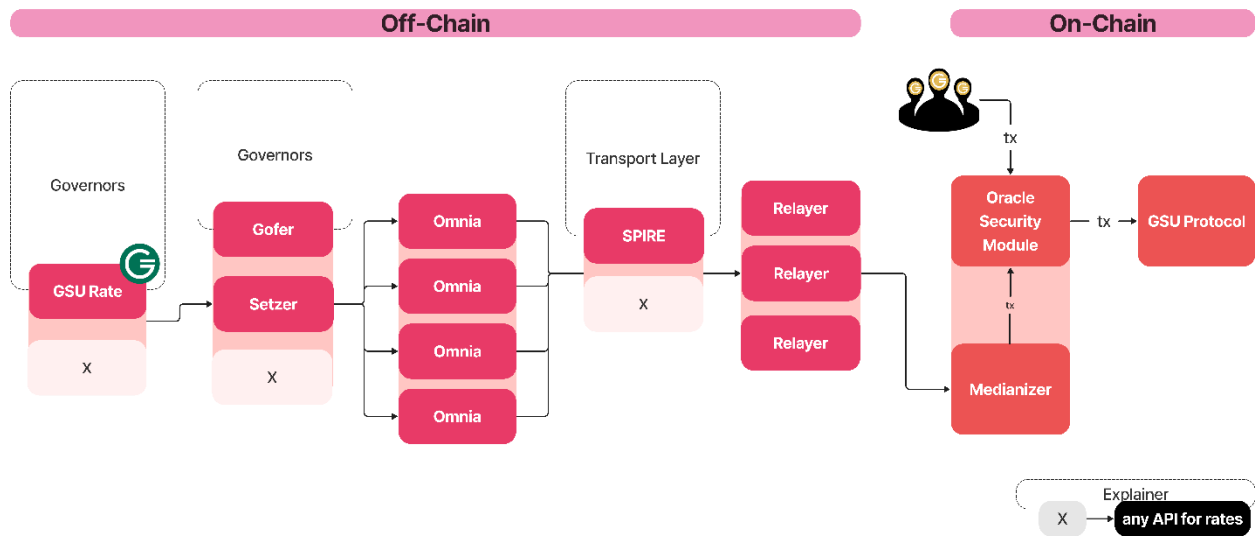 Off-Chain
On-Chain
Governors
GSU Rate
X
Governors
Gofer
Setzer
X
Omnia
Omnia
Omnia
Omnia
Transport Layer
SPIRE
X
Relayer
Relayer
Relayer
tx
Oracle
Security
Module
tx
GSU Protocol
tx
Medianizer
Explainer
X
any API for rates